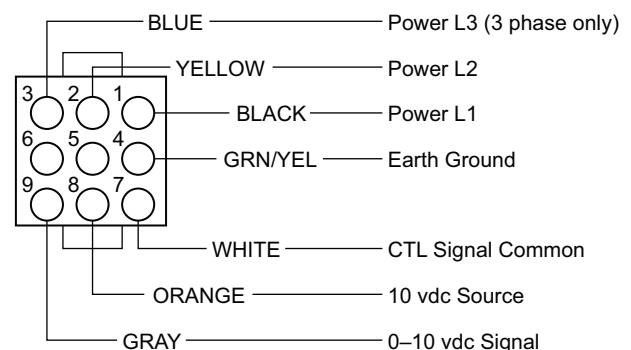 BLUE Power L3 (3 phase only)
YELLOW Power L2
3 2 1
BLACK Power L1
6 5 4
GRN/YEL Earth Ground
9 8 7
WHITE CTL Signal Common
ORANGE 10 vdc Source
GRAY 0–10 vdc Signal